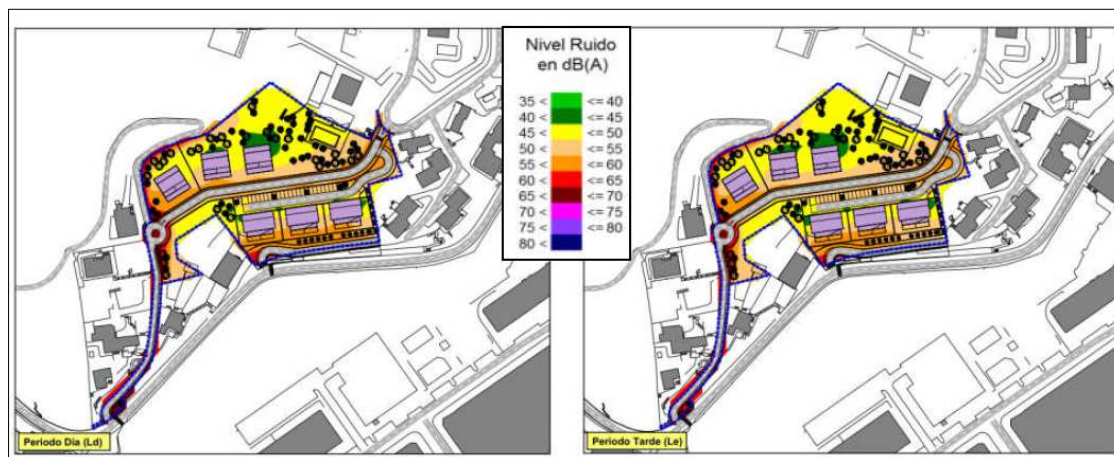 Nivel Ruido
en dB(A)
35 < <= 40
40 < <= 45
45 < <= 50
50 < <= 55
55 < <= 60
60 < <= 65
65 < <= 70
70 < <= 75
75 < <= 80
80 <
Periodo Día (Ld)
Periodo Tarde (Le)